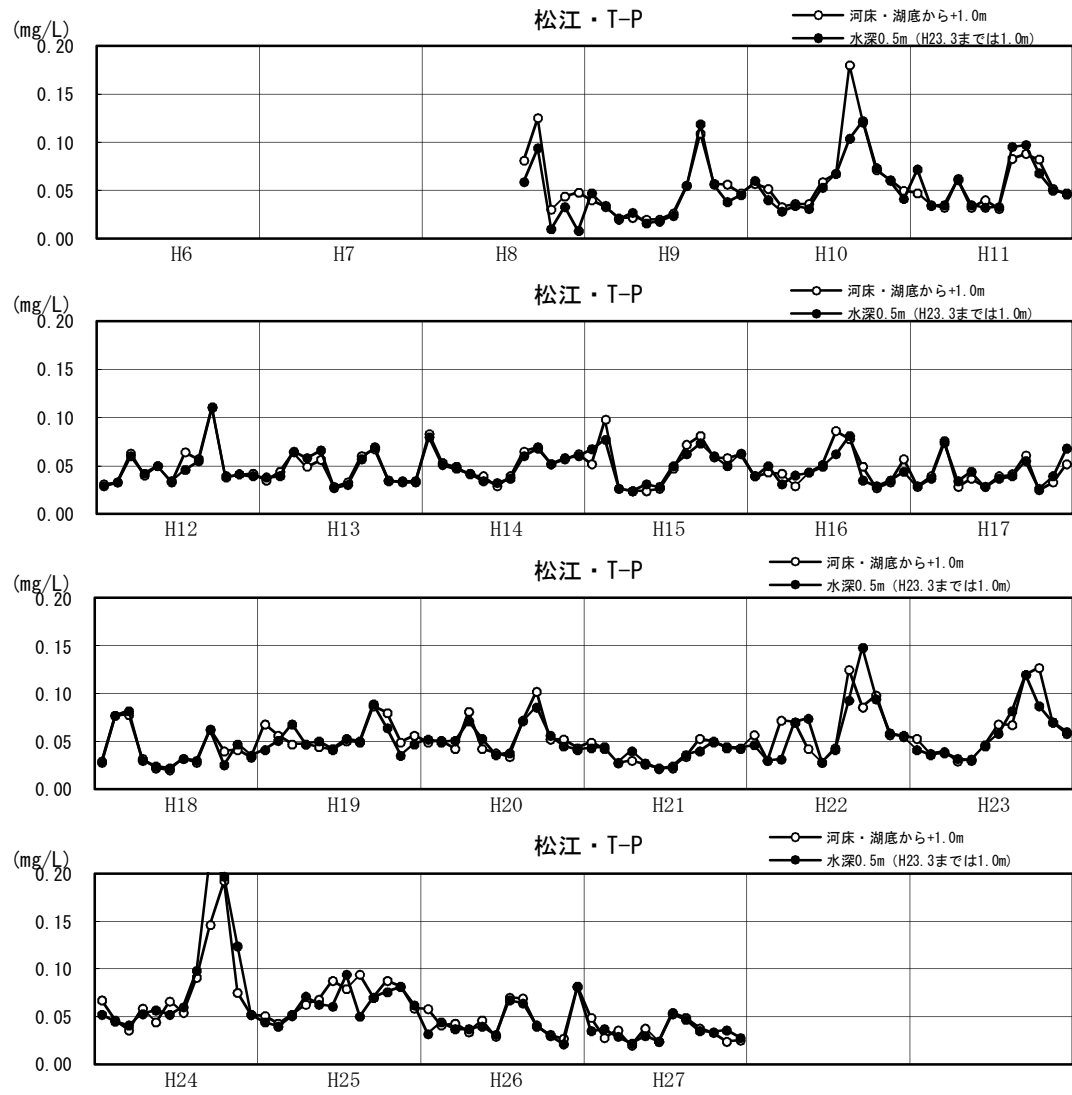 松江・T-P
(mg/L)
河床・湖底から+1.0m
水深0.5m (H23.3までは1.0m)
0.20
0.15
0.10
0.05
0.00
H6 H7 H8 H9 H10 H11
松江・T-P
(mg/L)
河床・湖底から+1.0m
水深0.5m (H23.3までは1.0m)
0.20
0.15
0.10
0.05
0.00
H12 H13 H14 H15 H16 H17
松江・T-P
(mg/L)
河床・湖底から+1.0m
水深0.5m (H23.3までは1.0m)
0.20
0.15
0.10
0.05
0.00
H18 H19 H20 H21 H22 H23
松江・T-P
(mg/L)
河床・湖底から+1.0m
水深0.5m (H23.3までは1.0m)
0.20
0.15
0.10
0.05
0.00
H24 H25 H26 H27